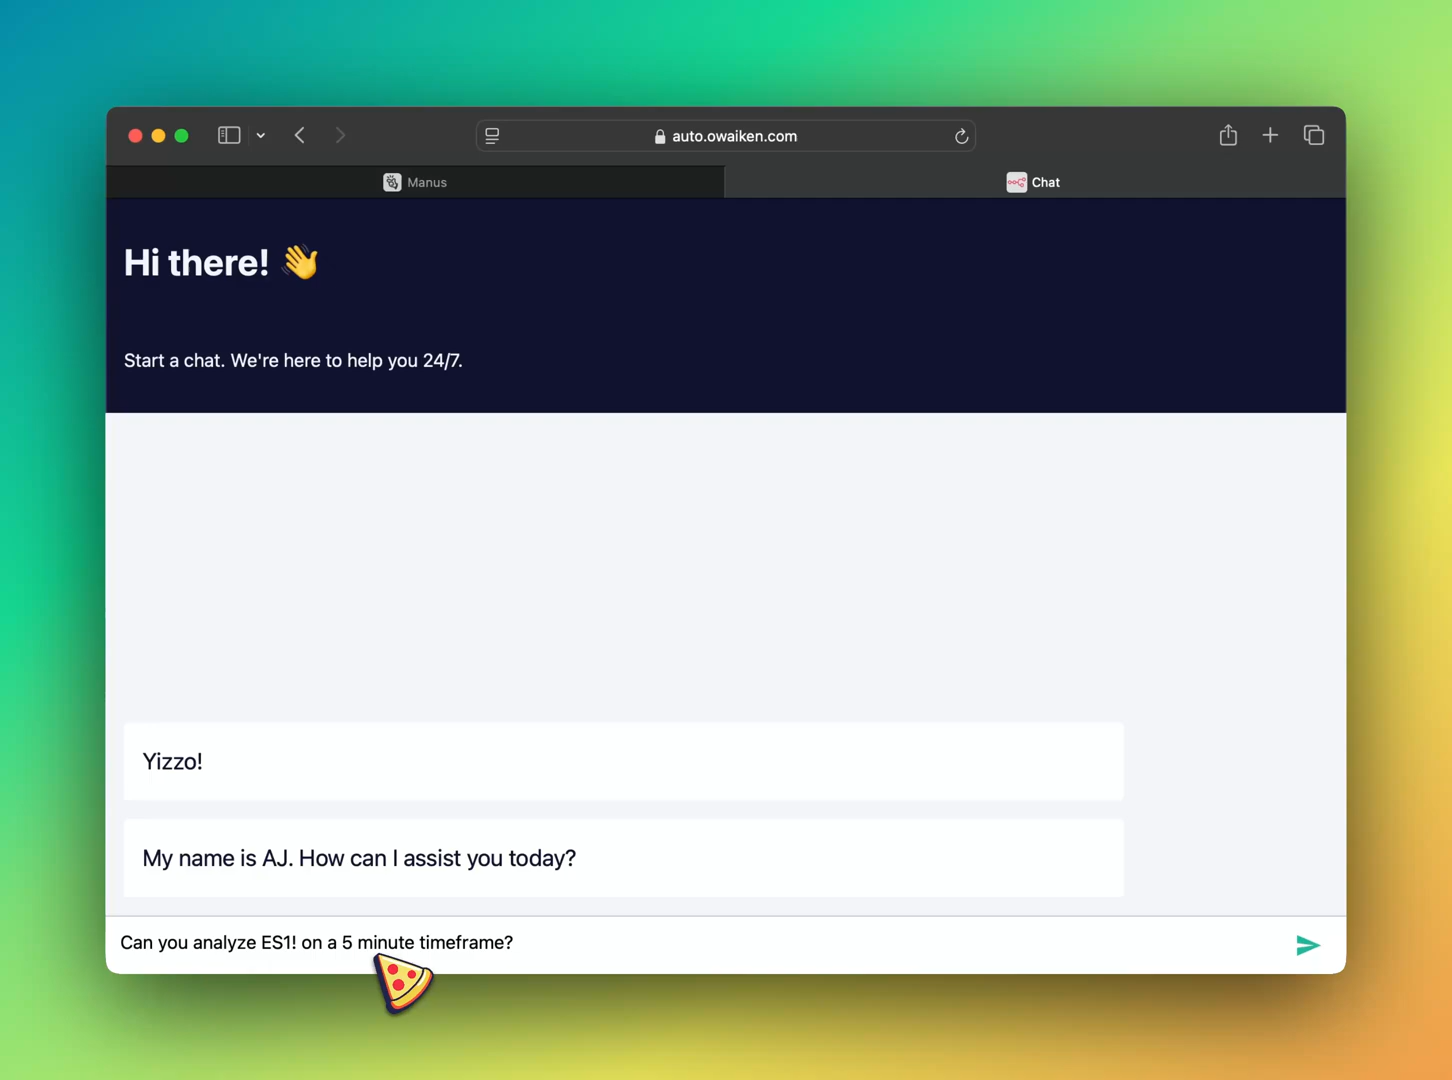 auto.owaiken.com
Manus
Chat
Hi there! 👋
Start a chat. We're here to help you 24/7.
Yizzo!
My name is AJ. How can I assist you today?
Can you analyze ES1! on a 5 minute timeframe?